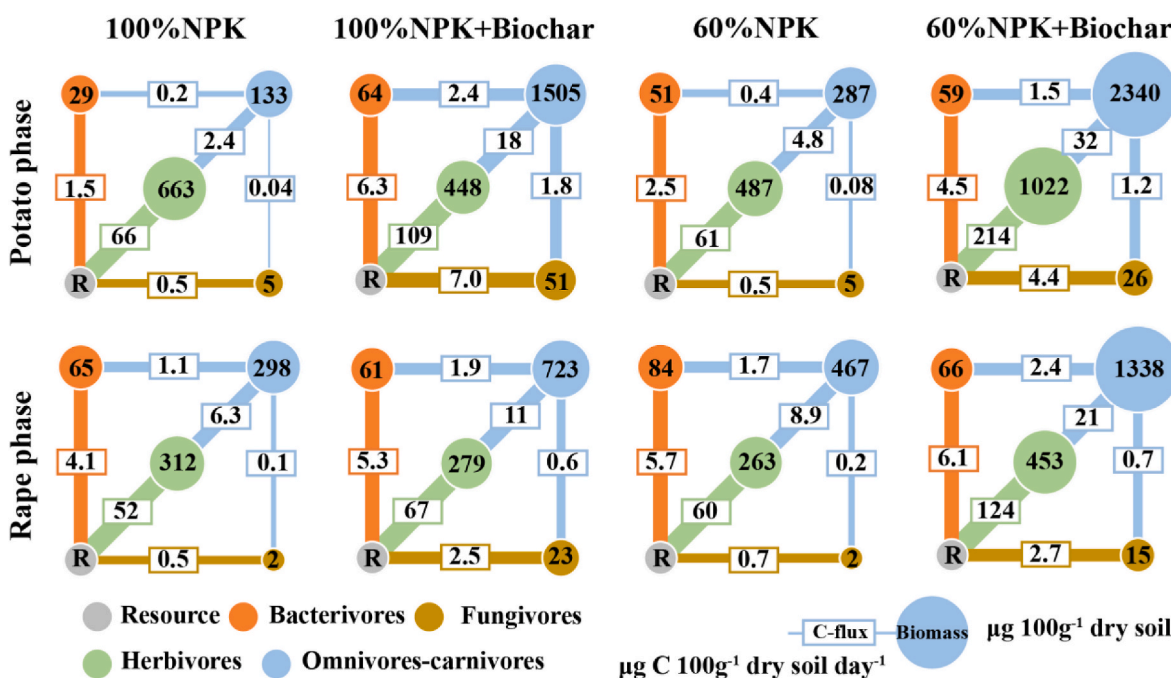 100%NPK 100%NPK+Biochar 60%NPK 60%NPK+Biochar
Potato phase
29 0.2 133
2.4
1.5 663 0.04
66
R 0.5 5
64 2.4 1505
18
6.3 448 1.8
109
R 7.0 51
51 0.4 287
4.8
2.5 487 0.08
61
R 0.5 5
59 1.5 2340
32
4.5 1022 1.2
214
R 4.4 26
Rape phase
65 1.1 298
6.3
4.1 312 0.1
52
R 0.5 2
61 1.9 723
11
5.3 279 0.6
67
R 2.5 23
84 1.7 467
8.9
5.7 263 0.2
60
R 0.7 2
66 2.4 1338
21
6.1 453 0.7
124
R 2.7 15
Resource Bacterivores Fungivores
Herbivores Omnivores-carnivores
C-flux Biomass µg 100g⁻¹ dry soil
µg C 100g⁻¹ dry soil day⁻¹